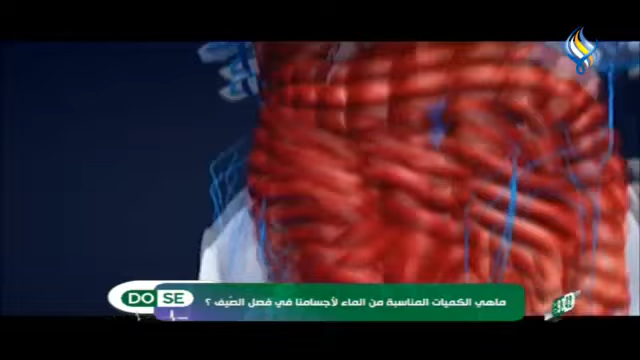 DOSE
ماهي الكميات المناسبة من الماء لأجسامنا في فصل الصيف ؟